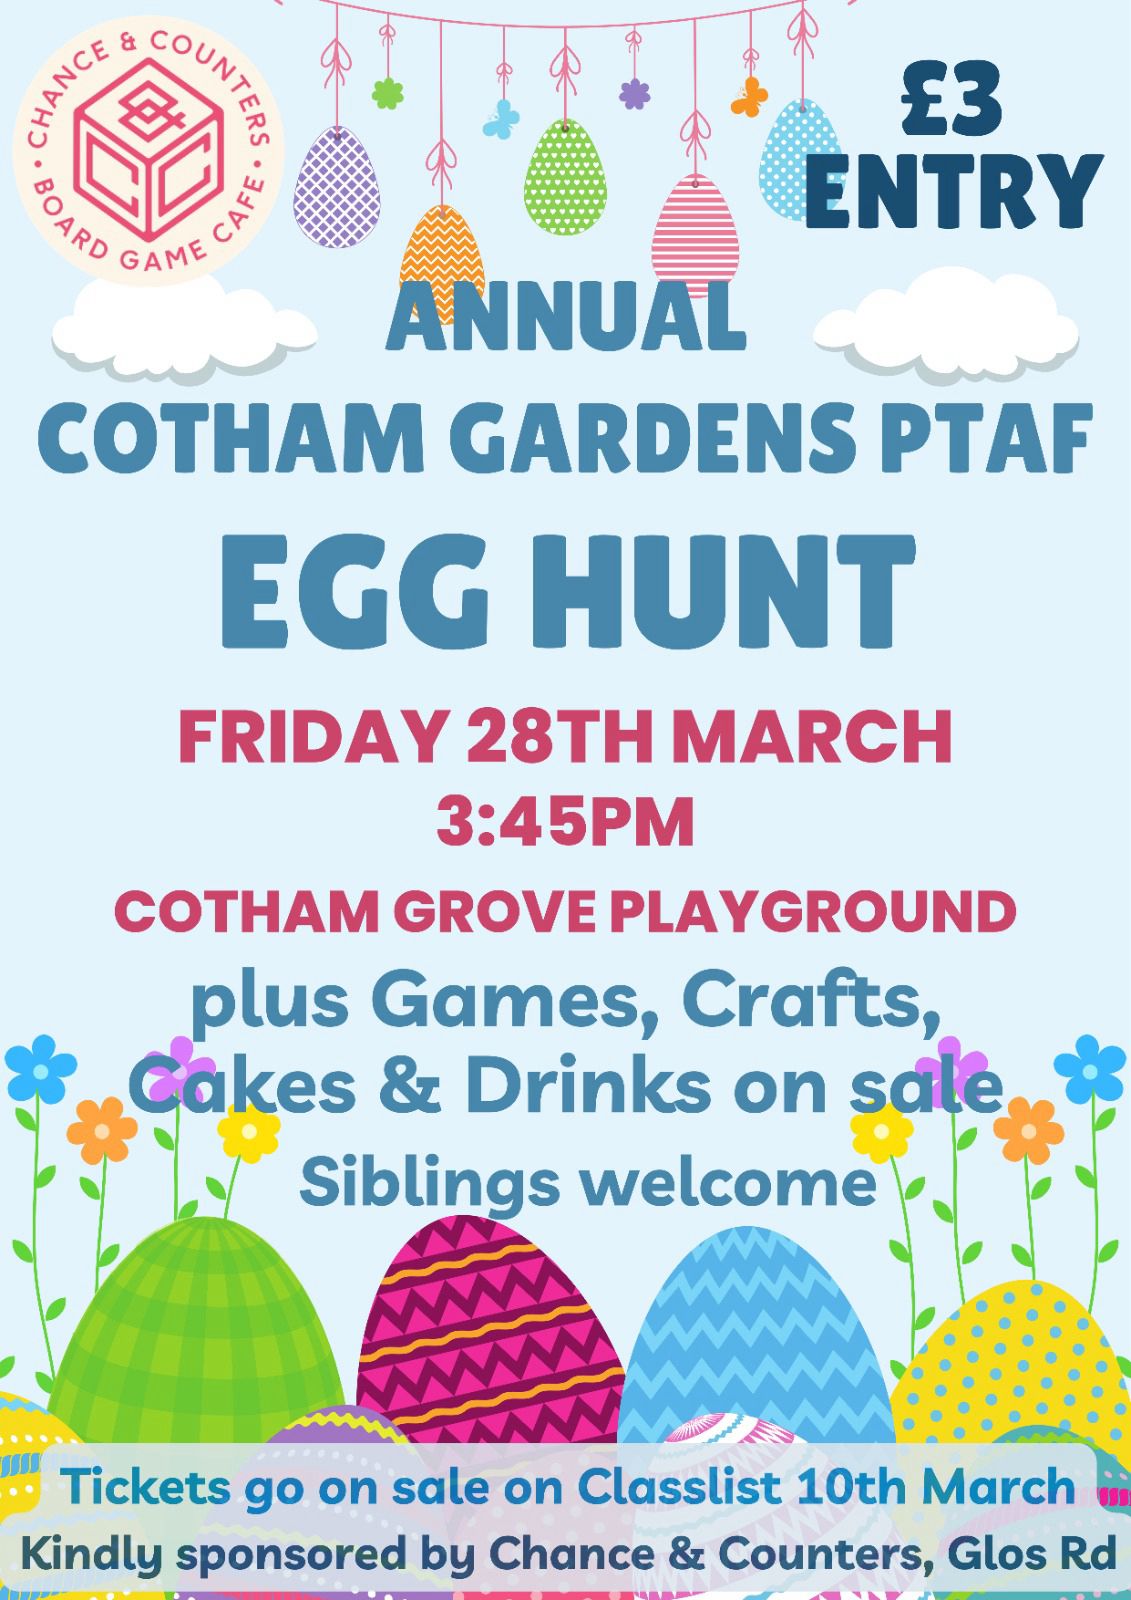 • CHANCE & COUNTERS •
BOARD GAME CAFE
&
C C
£3
ENTRY
ANNUAL
COTHAM GARDENS PTAF
EGG HUNT
FRIDAY 28TH MARCH
3:45PM
COTHAM GROVE PLAYGROUND
plus Games, Crafts,
Cakes & Drinks on sale
Siblings welcome
Tickets go on sale on Classlist 10th March
Kindly sponsored by Chance & Counters, Glos Rd